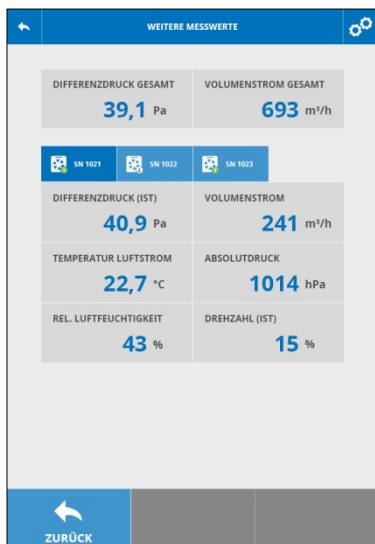 WEITERE MESSWERTE
DIFFERENZDRUCK GESAMT
39,1 Pa
VOLUMENSTROM GESAMT
693 m³/h
SN 1021
SN 1022
SN 1023
DIFFERENZDRUCK (IST)
40,9 Pa
VOLUMENSTROM
241 m³/h
TEMPERATUR LUFTSTROM
22,7 °C
ABSOLUTDRUCK
1014 hPa
REL. LUFTFEUCHTIGKEIT
43 %
DREHZAHL (IST)
15 %
ZURÜCK